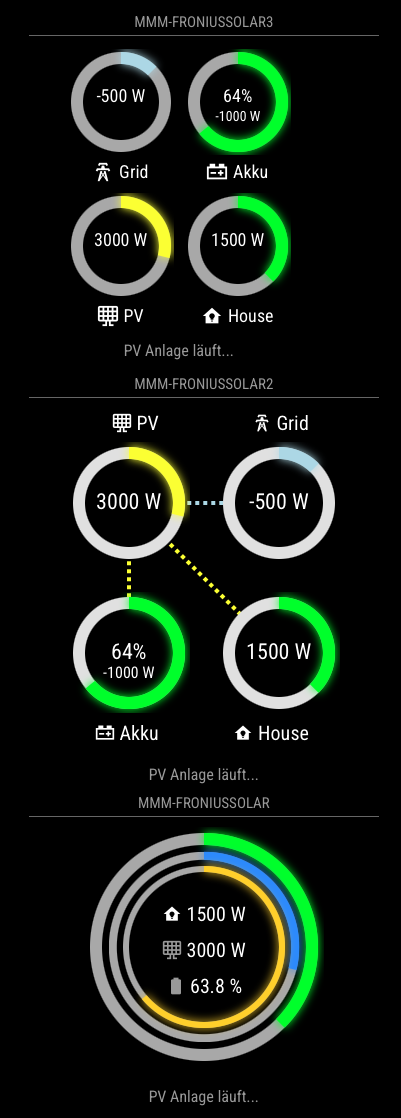 MMM-FRONIUSSOLAR3
-500 W
64%
-1000 W
Grid
Akku
3000 W
1500 W
PV
House
PV Anlage läuft...
MMM-FRONIUSSOLAR2
PV
Grid
3000 W
-500 W
64%
-1000 W
1500 W
Akku
House
PV Anlage läuft...
MMM-FRONIUSSOLAR
1500 W
3000 W
63.8 %
PV Anlage läuft...